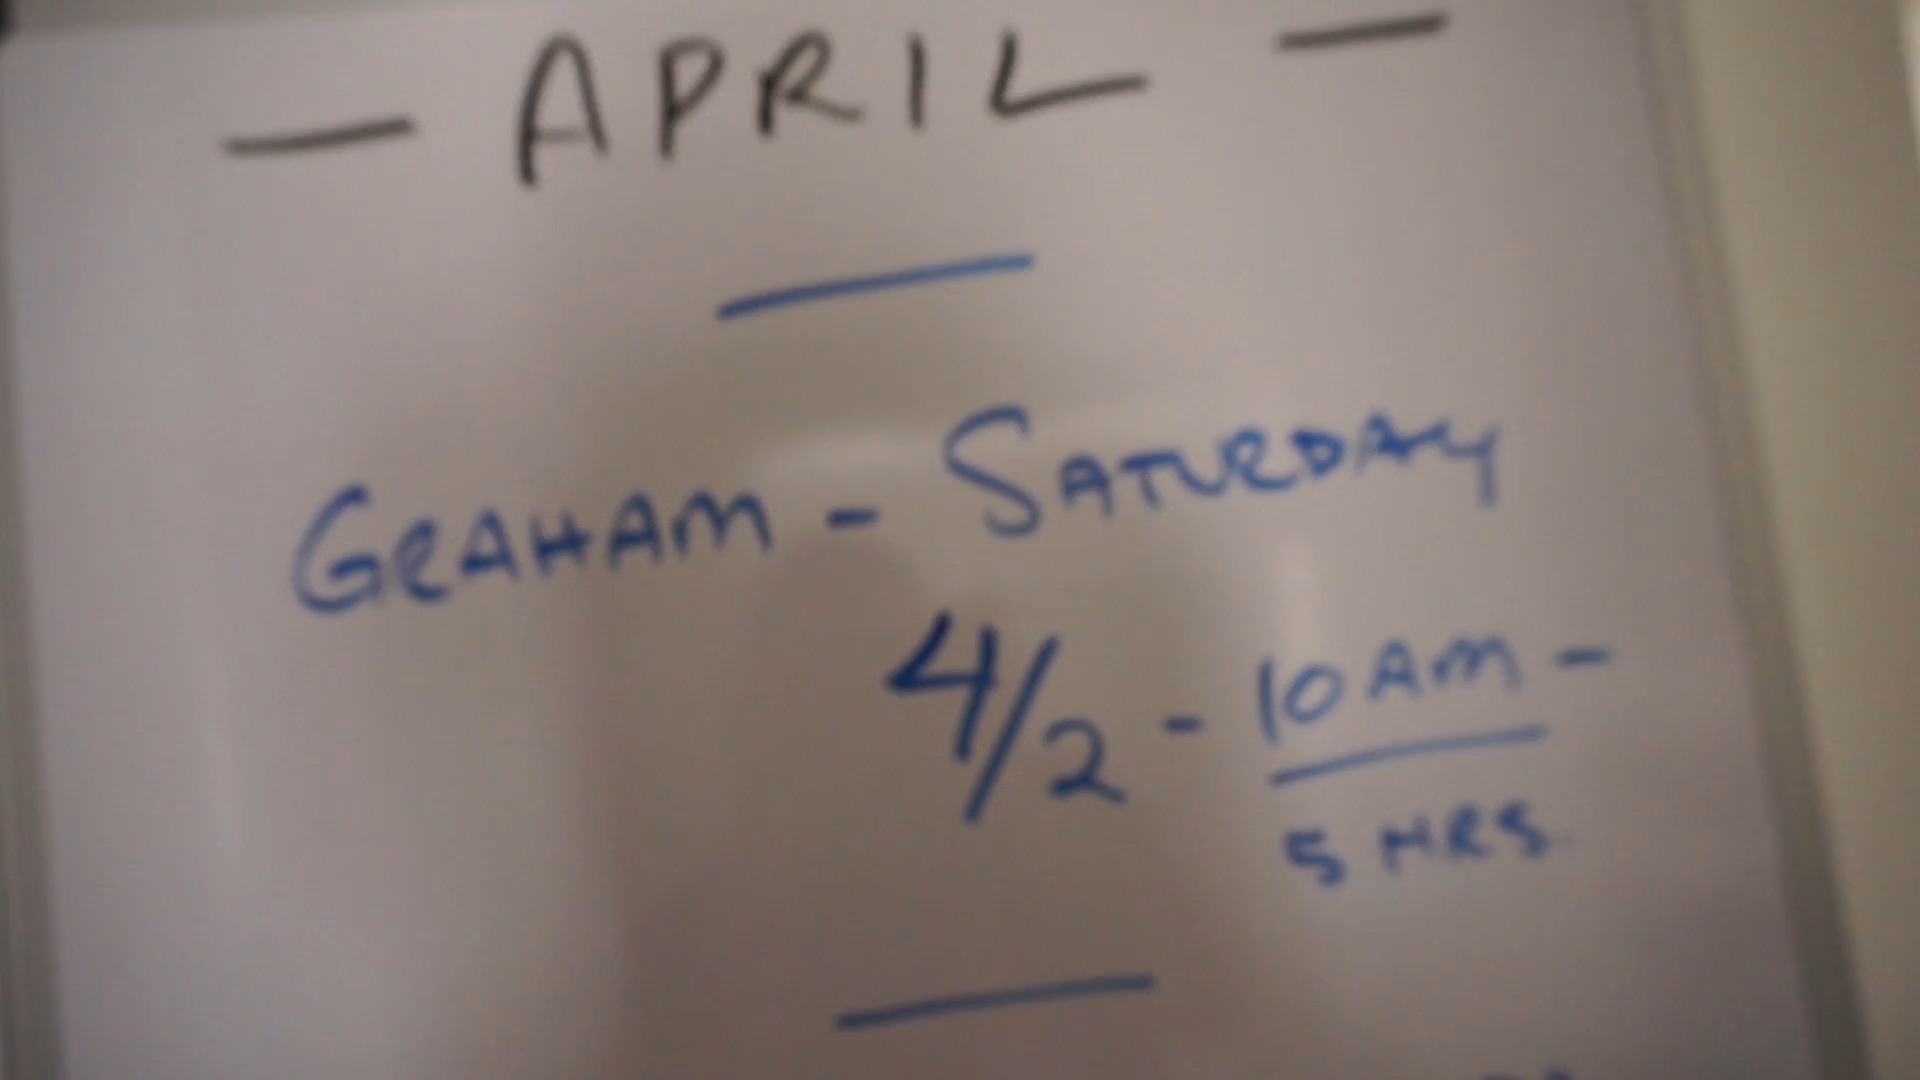 — APRIL —
GRAHAM - SATURDAY
4/2 - 10 AM -
5 HRS.